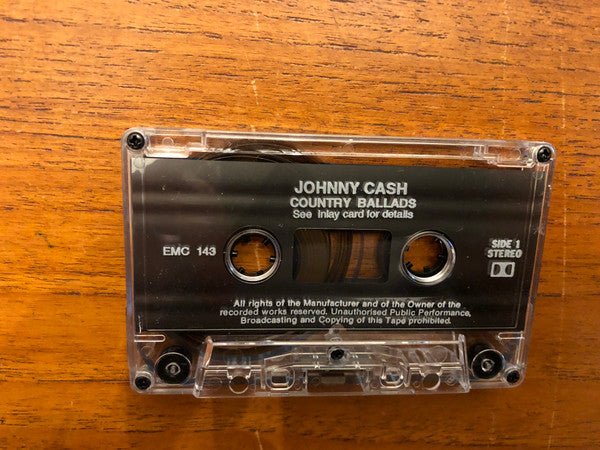 JOHNNY CASH
COUNTRY BALLADS
See inlay card for details
EMC 143
SIDE 1
STEREO
All rights of the Manufacturer and of the Owner of the
recorded works reserved. Unauthorised Public Performance,
Broadcasting and Copying of this Tape prohibited.